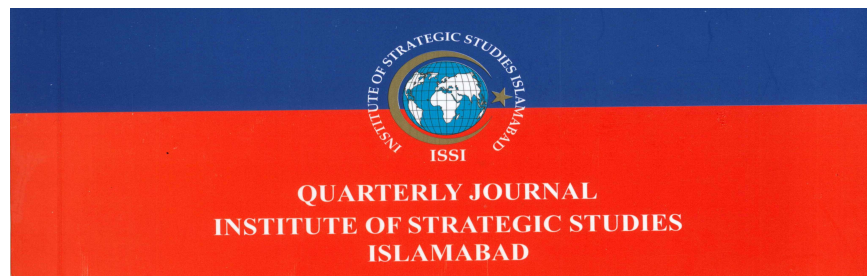 INSTITUTE OF STRATEGIC STUDIES ISLAMABAD
ISSI
QUARTERLY JOURNAL
INSTITUTE OF STRATEGIC STUDIES
ISLAMABAD